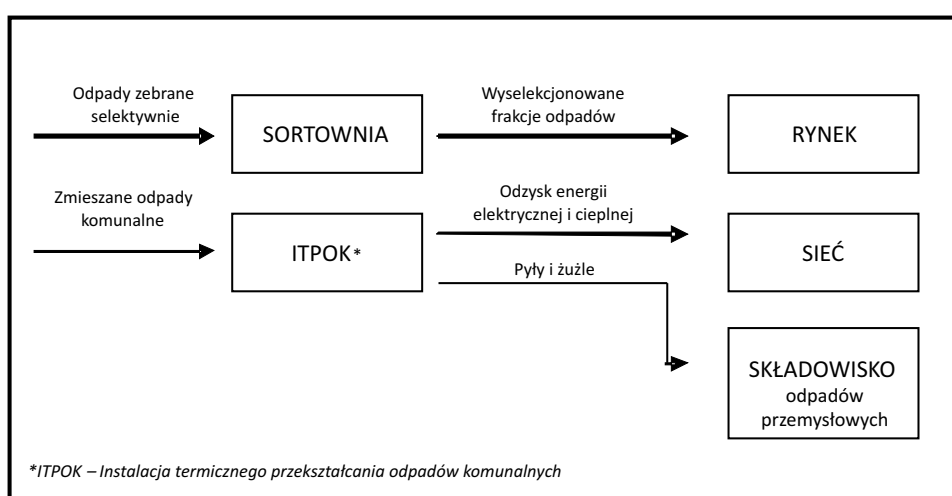 Odpady zebrane
selektywnie
SORTOWNIA
Wyselekcjonowane
frakcje odpadów
RYNEK
Zmieszane odpady
komunalne
ITPOK*
Odzysk energii
elektrycznej i cieplnej
SIEĆ
Pyły i żużle
SKŁADOWISKO
odpadów
przemysłowych
*ITPOK – Instalacja termicznego przekształcania odpadów komunalnych